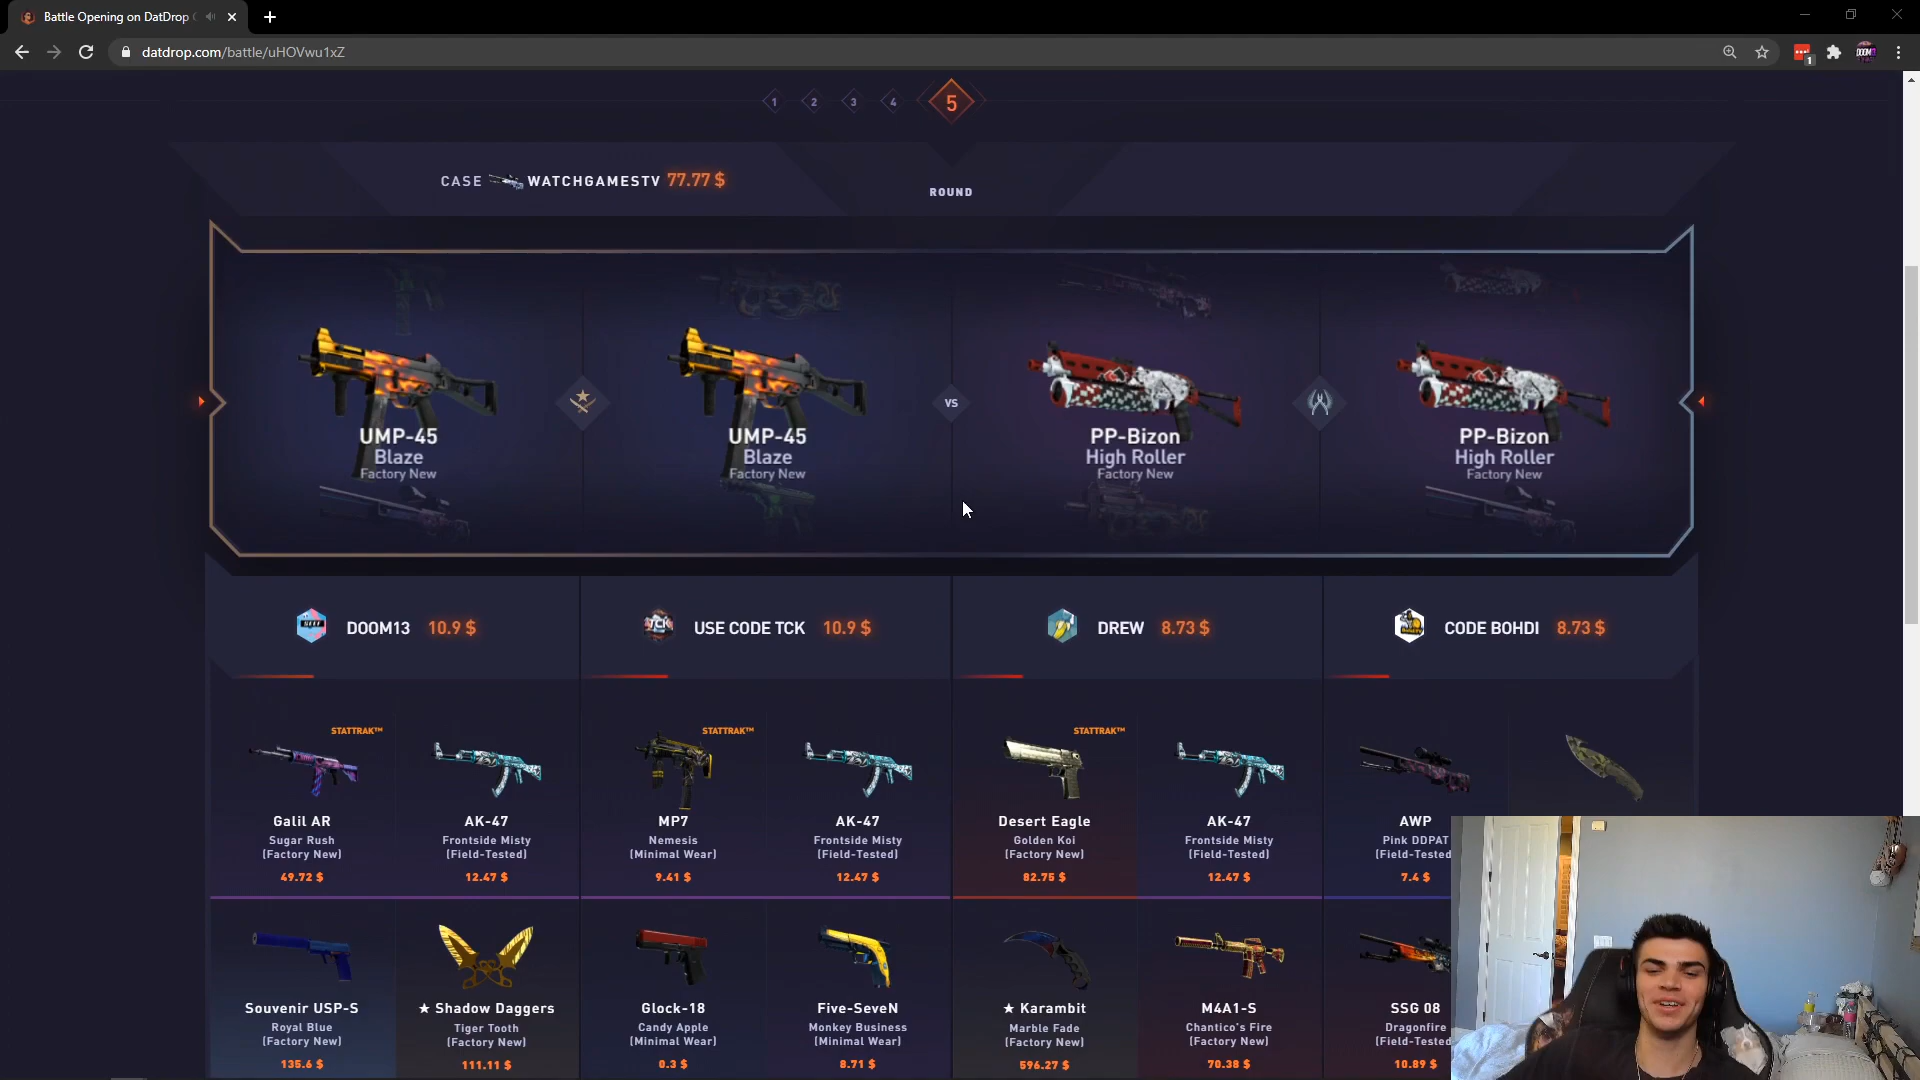 Battle Opening on DatDrop
datdrop.com/battle/uHOVwu1xZ
1
DOOM
1 2 3 4 5
CASE WATCHGAMESTV 77.77 $
ROUND
UMP-45
Blaze
Factory New
UMP-45
Blaze
Factory New
VS
PP-Bizon
High Roller
Factory New
PP-Bizon
High Roller
Factory New
DOOM13 10.9 $
TCK
USE CODE TCK 10.9 $
DREW 8.73 $
CODE BOHDI 8.73 $
STATTRAK™
Galil AR
Sugar Rush
(Factory New)
49.72 $
AK-47
Frontside Misty
(Field-Tested)
12.47 $
STATTRAK™
MP7
Nemesis
(Minimal Wear)
9.41 $
AK-47
Frontside Misty
(Field-Tested)
12.47 $
STATTRAK™
Desert Eagle
Golden Koi
(Factory New)
82.75 $
AK-47
Frontside Misty
(Field-Tested)
12.47 $
AWP
Pink DDPAT
(Field-Tested
7.4 $
Souvenir USP-S
Royal Blue
(Factory New)
135.6 $
★ Shadow Daggers
Tiger Tooth
(Factory New)
111.11 $
Glock-18
Candy Apple
(Minimal Wear)
0.3 $
Five-SeveN
Monkey Business
(Minimal Wear)
8.71 $
★ Karambit
Marble Fade
(Factory New)
596.27 $
M4A1-S
Chantico's Fire
(Factory New)
70.38 $
SSG 08
Dragonfire
(Field-Tested
10.89 $